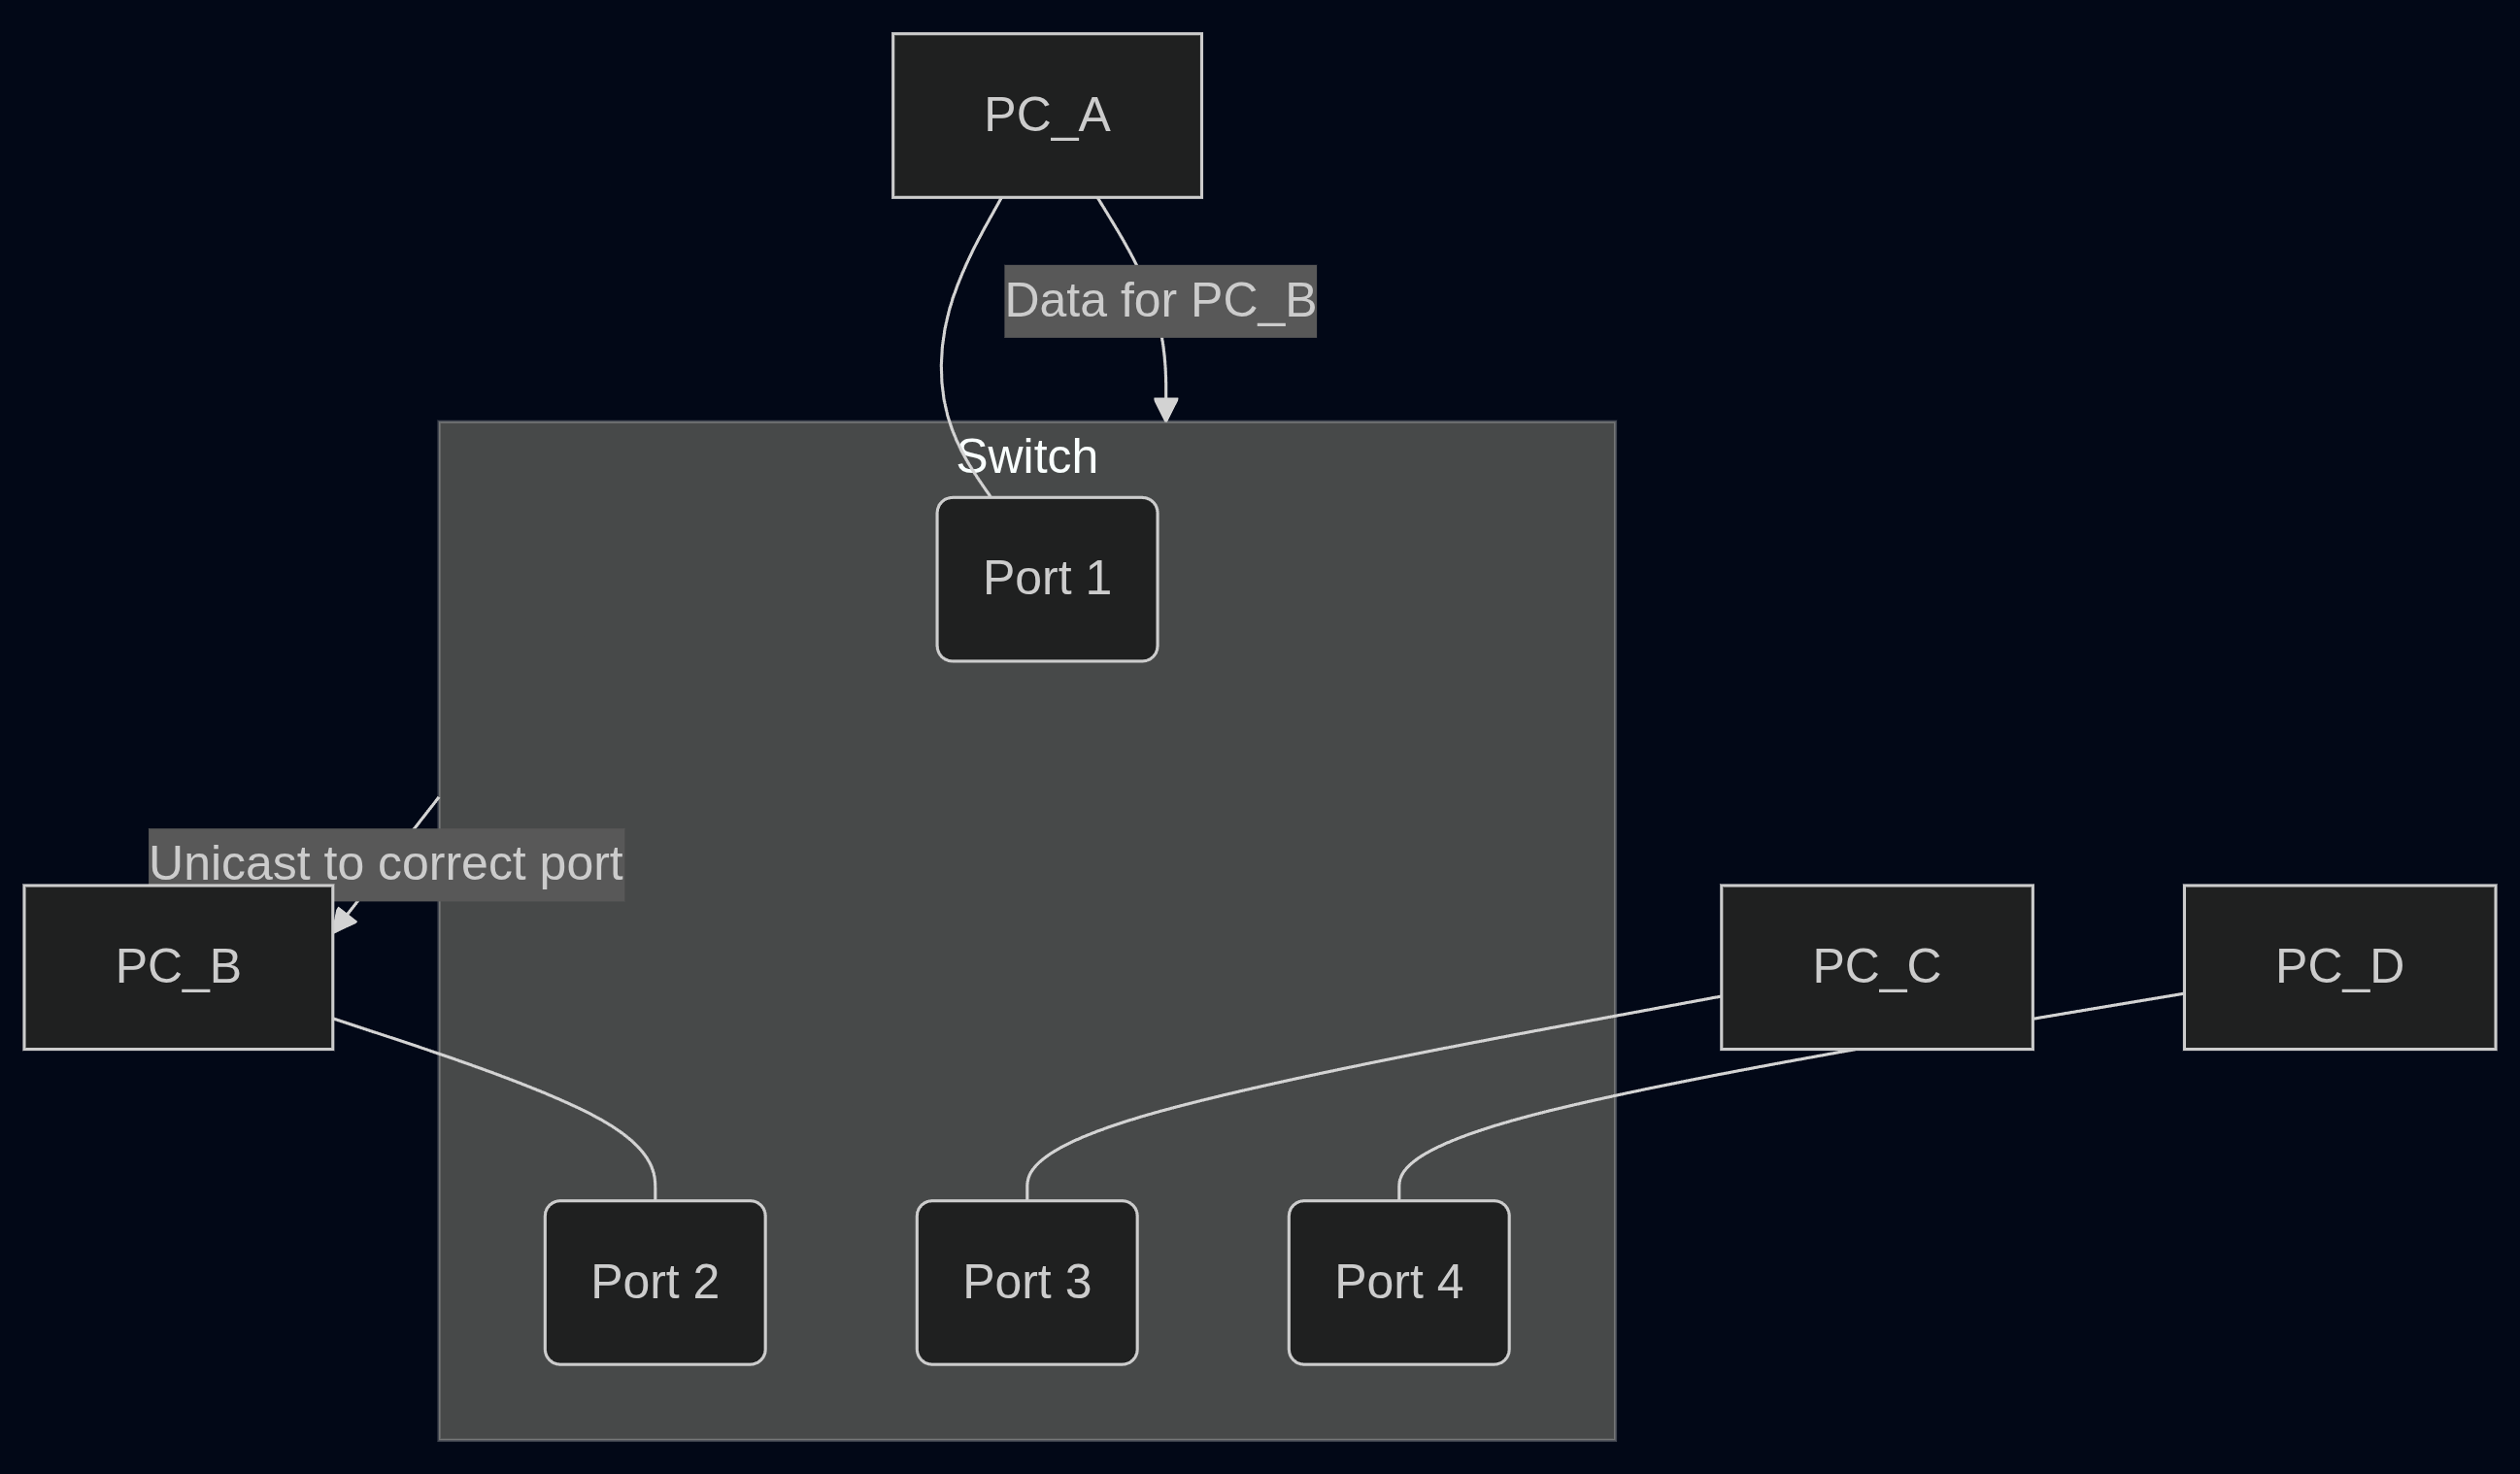 PC_A
Data for PC_B
Switch
Port 1
Unicast to correct port
PC_B
PC_C
PC_D
Port 2
Port 3
Port 4